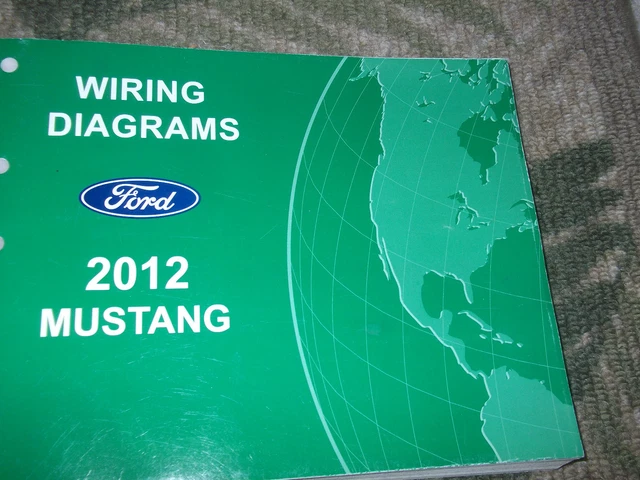 WIRING
DIAGRAMS
Ford
2012
MUSTANG